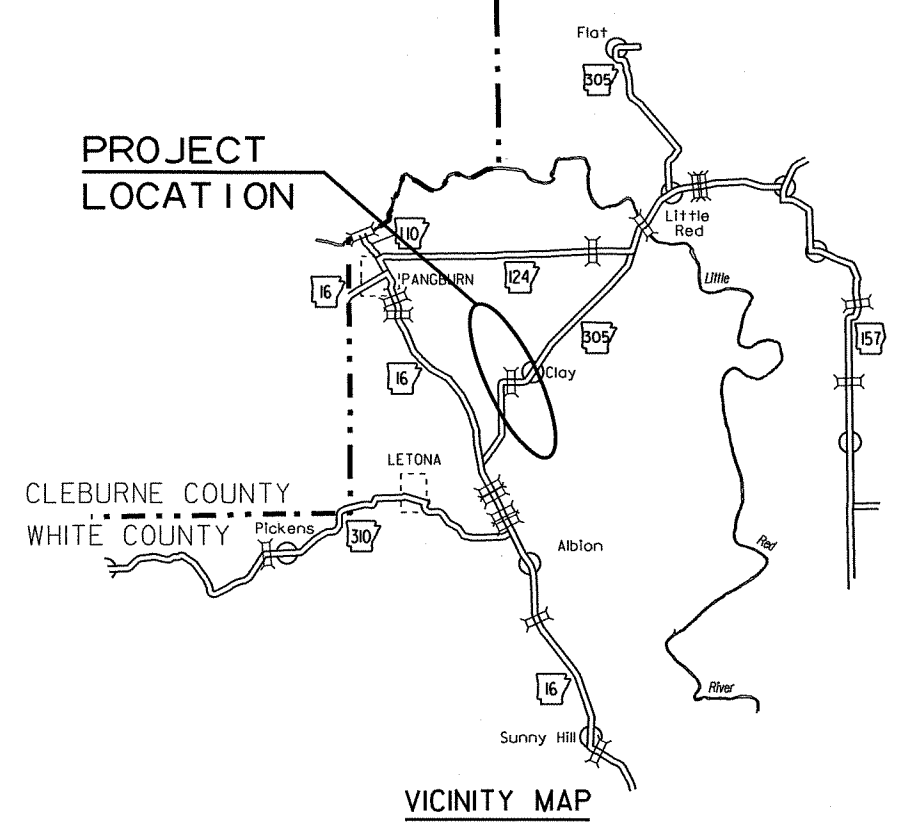 Flat
305
PROJECT
LOCATION
Little
Red
110
124
PANGBURN
16
Little
305
157
16
Clay
LETONA
CLEBURNE COUNTY
WHITE COUNTY
Pickens
310
Albion
Red
16
River
Sunny Hill
VICINITY MAP